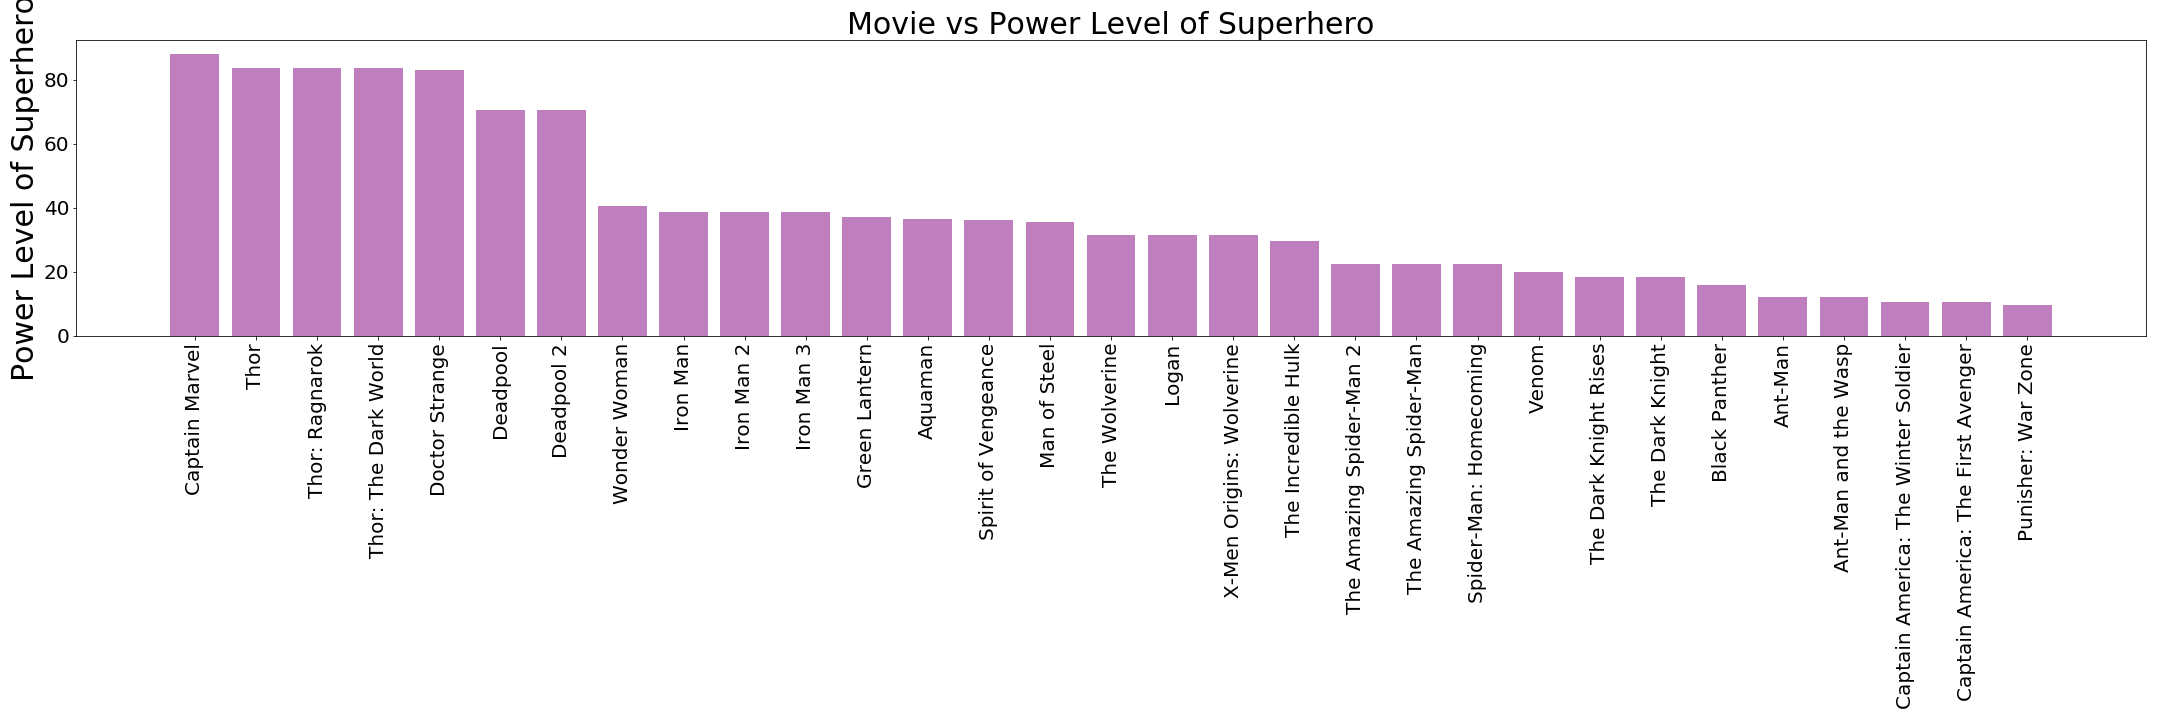 Movie vs Power Level of Superhero
Power Level of Superhero
80
60
40
20
0
Captain Marvel
Thor
Thor: Ragnarok
Thor: The Dark World
Doctor Strange
Deadpool
Deadpool 2
Wonder Woman
Iron Man
Iron Man 2
Iron Man 3
Green Lantern
Aquaman
Spirit of Vengeance
Man of Steel
The Wolverine
Logan
X-Men Origins: Wolverine
The Incredible Hulk
The Amazing Spider-Man 2
The Amazing Spider-Man
Spider-Man: Homecoming
Venom
The Dark Knight Rises
The Dark Knight
Black Panther
Ant-Man
Ant-Man and the Wasp
Captain America: The Winter Soldier
Captain America: The First Avenger
Punisher: War Zone